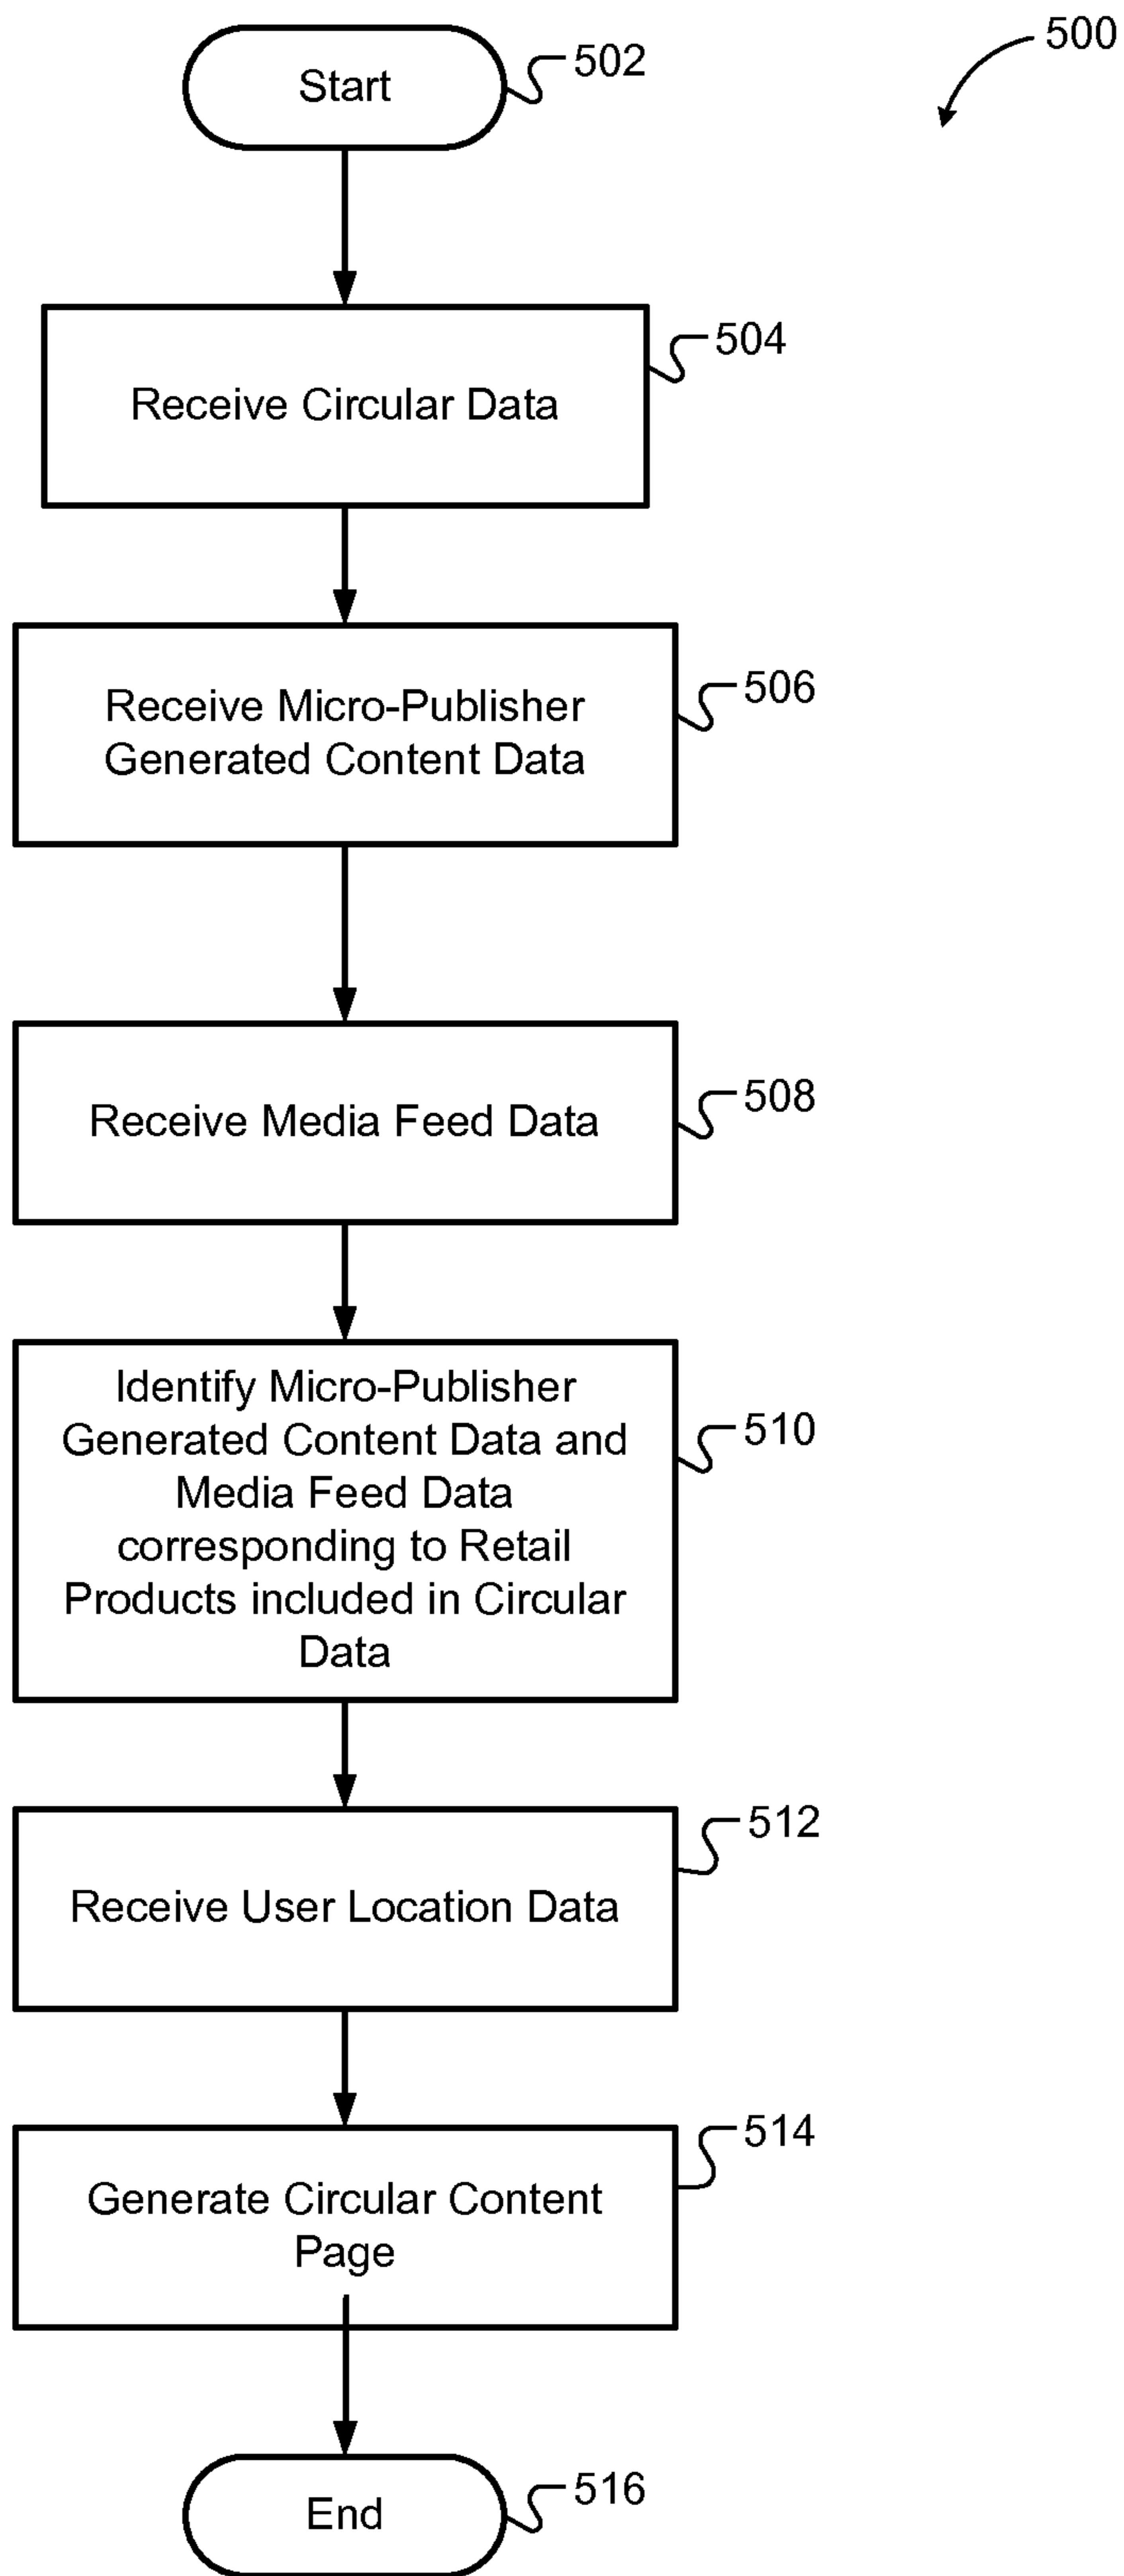 500
Start
502
Receive Circular Data
504
Receive Micro-Publisher
Generated Content Data
506
Receive Media Feed Data
508
Identify Micro-Publisher
Generated Content Data and
Media Feed Data
corresponding to Retail
Products included in Circular
Data
510
Receive User Location Data
512
Generate Circular Content
Page
514
End
516